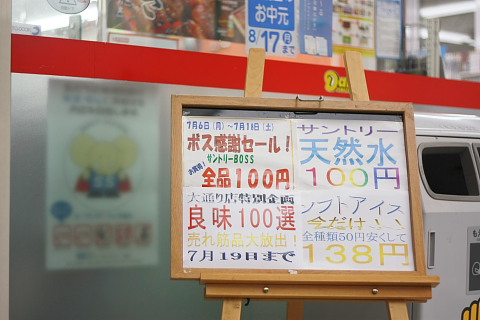 お中元
8/17(月)まで
7月6日(月)~7月18日(土)
ボス感謝セール!
サントリーBOSS
全品100円
大通り店特別企画
良味100選
売れ筋品大放出!
7月19日まで
サントリー
天然水
100円
ソフトアイス
今だけ!!
全種類50円安くして
138円